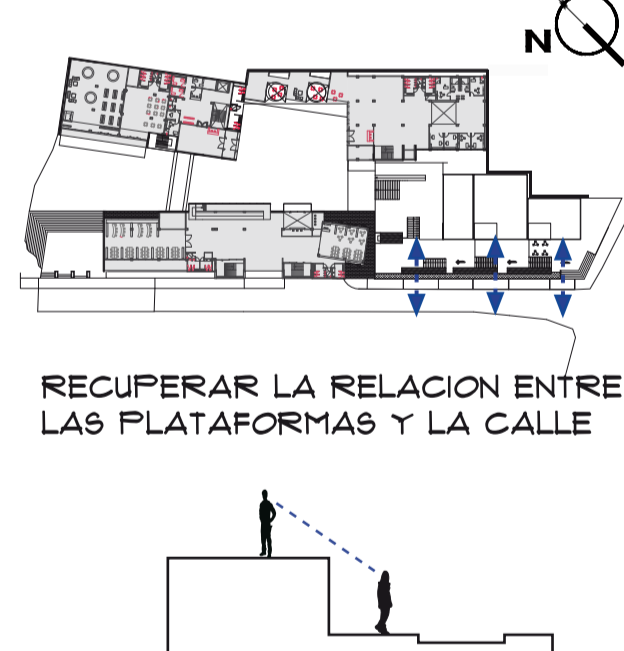 N
RECUPERAR LA RELACION ENTRE
LAS PLATAFORMAS Y LA CALLE